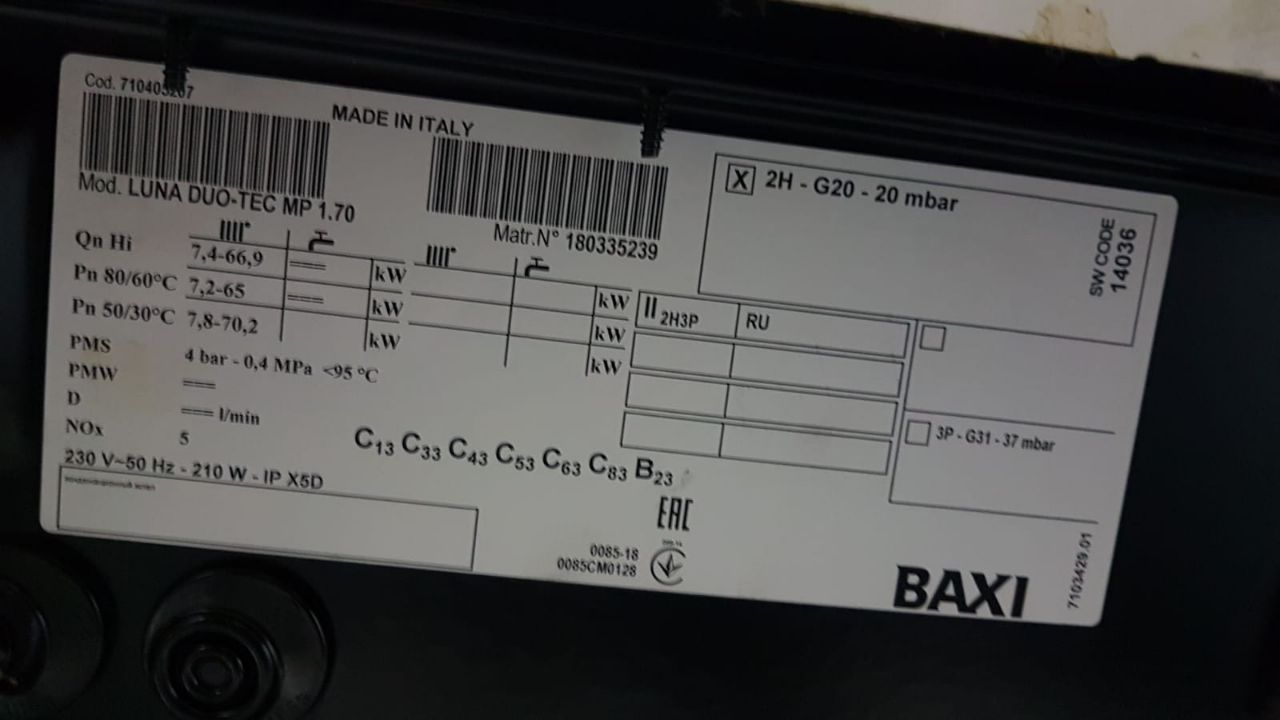 Cod. 710405207
MADE IN ITALY
Mod. LUNA DUO-TEC MP 1.70
Matr.N° 180335239
X 2H - G20 - 20 mbar
SW CODE
14036
Qn Hi 7,4-66,9 === kW kW
Pn 80/60°C 7,2-65 === kW kW
Pn 50/30°C 7,8-70,2 kW kW
II 2H3P RU
PMS 4 bar - 0,4 MPa <95 °C
PMW ===
D === l/min
NOx 5
3P - G31 - 37 mbar
C13 C33 C43 C53 C63 C83 B23
230 V~50 Hz - 210 W - IP X5D
EAC
0085-18
0085CM0128
BAXI
7103429.01